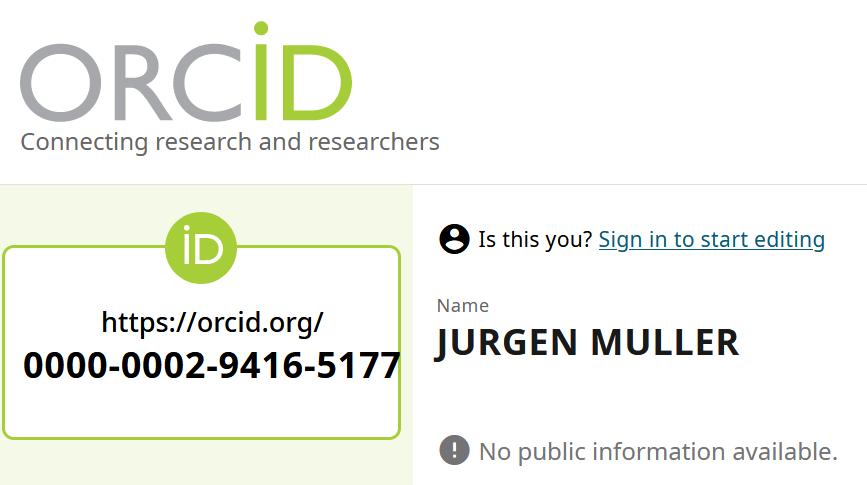 ORCiD
Connecting research and researchers
iD
https://orcid.org/
0000-0002-9416-5177
Is this you? Sign in to start editing
Name
JURGEN MULLER
! No public information available.